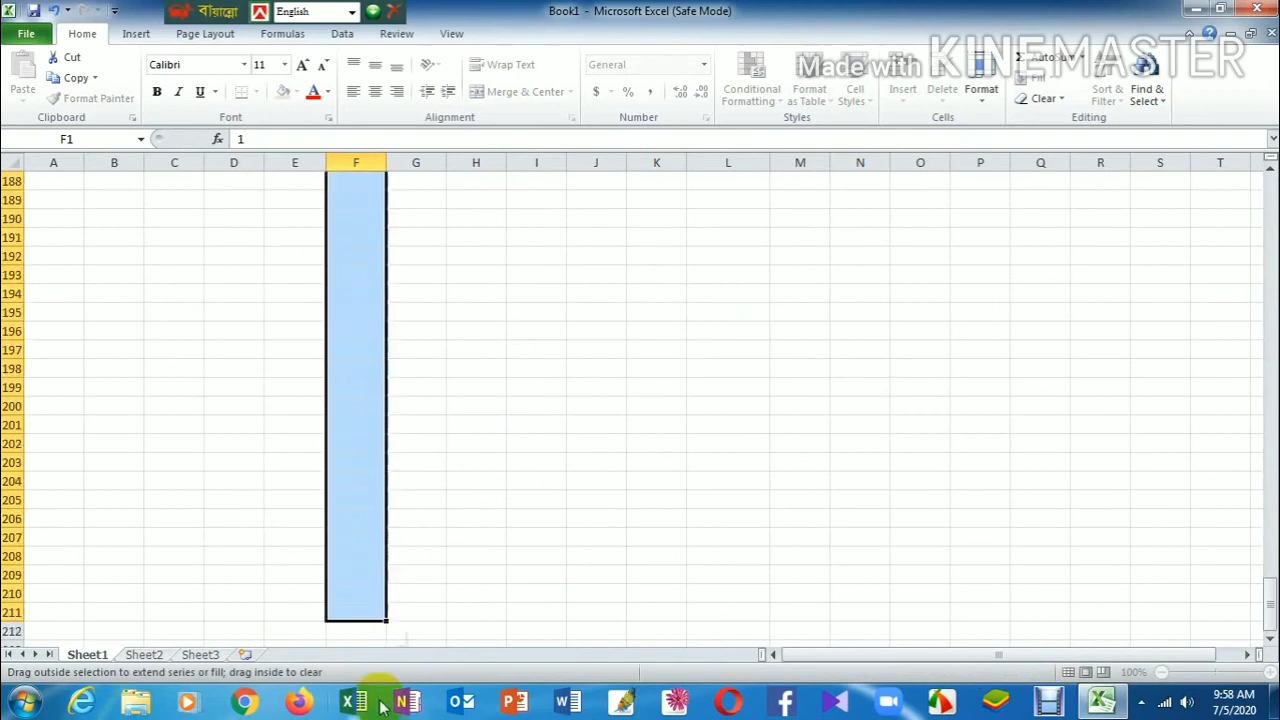 বায়ান্নো English Book1 - Microsoft Excel (Safe Mode)
File Home Insert Page Layout Formulas Data Review View
Made with KINEMASTER
Cut
Copy
Format Painter
Paste
Clipboard
Calibri 11
B I U
Font
Wrap Text
Merge & Center
Alignment
General
$ % ,
Number
Conditional Formatting
Format as Table
Cell Styles
Styles
Insert Delete Format
Cells
Σ AutoSum
Fill
Clear
Sort & Filter
Find & Select
Editing
F1 fx 1
A B C D E F G H I J K L M N O P Q R S T
188
189
190
191
192
193
194
195
196
197
198
199
200
201
202
203
204
205
206
207
208
209
210
211
212
Sheet1 Sheet2 Sheet3
Drag outside selection to extend series or fill; drag inside to clear 100%
9:58 AM
7/5/2020